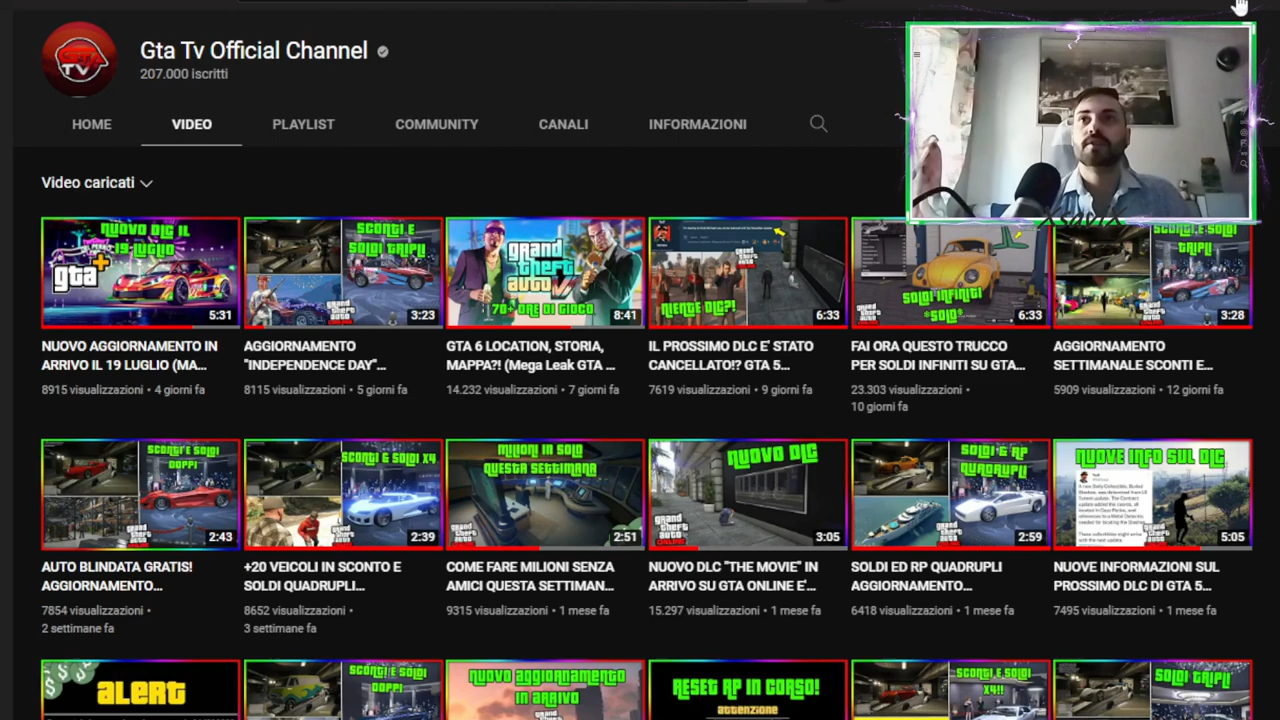 Gta Tv Official Channel
207.000 iscritti
TV
HOME VIDEO PLAYLIST COMMUNITY CANALI INFORMAZIONI
Video caricati
NUOVO DLC IL
19 LUGLIO
gta+
5:31
SCONTI E
SOLDI TRIPLI
3:23
grand
theft
auto VI
70+ ORE DI GIOCO
8:41
NIENTE DLC?!
6:33
SOLDI INFINITI
*SOLO*
6:33
SCONTI E
SOLDI TRIPLI
3:28
NUOVO AGGIORNAMENTO IN
ARRIVO IL 19 LUGLIO (MA...
8915 visualizzazioni • 4 giorni fa
AGGIORNAMENTO
"INDEPENDENCE DAY"...
8115 visualizzazioni • 5 giorni fa
GTA 6 LOCATION, STORIA,
MAPPA?! (Mega Leak GTA ...
14.232 visualizzazioni • 7 giorni fa
IL PROSSIMO DLC E' STATO
CANCELLATO!? GTA 5...
7619 visualizzazioni • 9 giorni fa
FAI ORA QUESTO TRUCCO
PER SOLDI INFINITI SU GTA...
23.303 visualizzazioni •
10 giorni fa
AGGIORNAMENTO
SETTIMANALE SCONTI E...
5909 visualizzazioni • 12 giorni fa
SCONTI E SOLDI
DOPPI
2:43
SCONTI & SOLDI X4
2:39
MILIONI IN SOLO
QUESTA SETTIMANA
2:51
NUOVO DLC
3:05
SOLDI & RP
QUADRUPLI
2:59
NUOVE INFO SUL DLC
5:05
AUTO BLINDATA GRATIS!
AGGIORNAMENTO...
7854 visualizzazioni •
2 settimane fa
+20 VEICOLI IN SCONTO E
SOLDI QUADRUPLI...
8652 visualizzazioni •
3 settimane fa
COME FARE MILIONI SENZA
AMICI QUESTA SETTIMAN...
9315 visualizzazioni • 1 mese fa
NUOVO DLC "THE MOVIE" IN
ARRIVO SU GTA ONLINE E'...
15.297 visualizzazioni • 1 mese fa
SOLDI ED RP QUADRUPLI
AGGIORNAMENTO...
6418 visualizzazioni • 1 mese fa
NUOVE INFORMAZIONI SUL
PROSSIMO DLC DI GTA 5...
7495 visualizzazioni • 1 mese fa
ALERT
SCONTI E SOLDI
DOPPI
NUOVO AGGIORNAMENTO
IN ARRIVO
RESET RP IN CORSO!
ATTENZIONE
SCONTI E SOLDI
X4!!
SOLDI TRIPLI